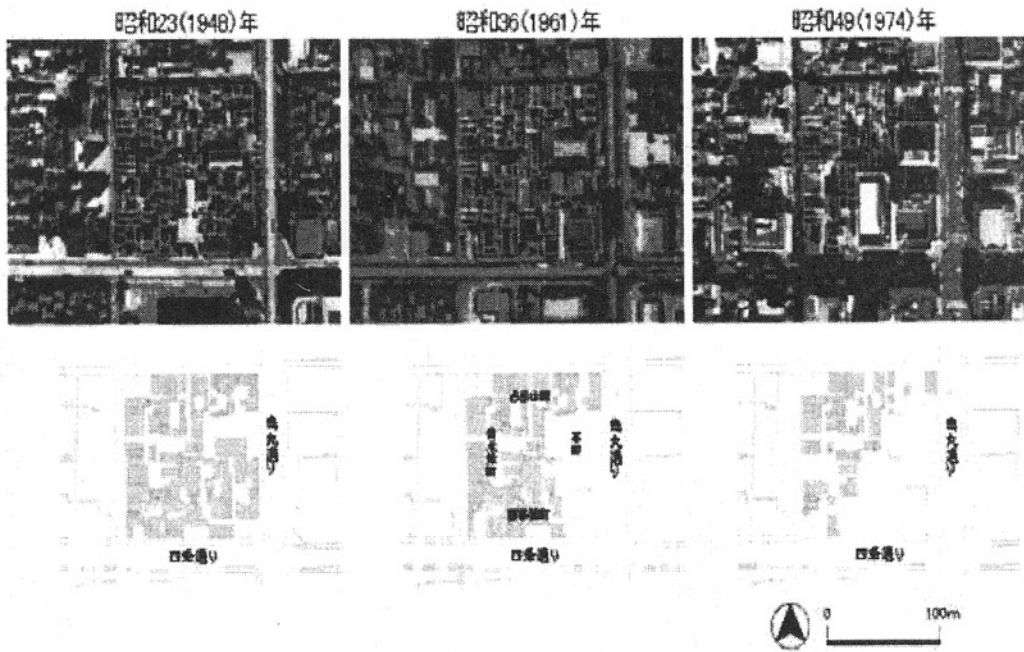 昭和23(1948)年
昭和36(1961)年
昭和49(1974)年
烏丸通り
四条通り
烏丸通り
四条通り
烏丸通り
四条通り
0 100m